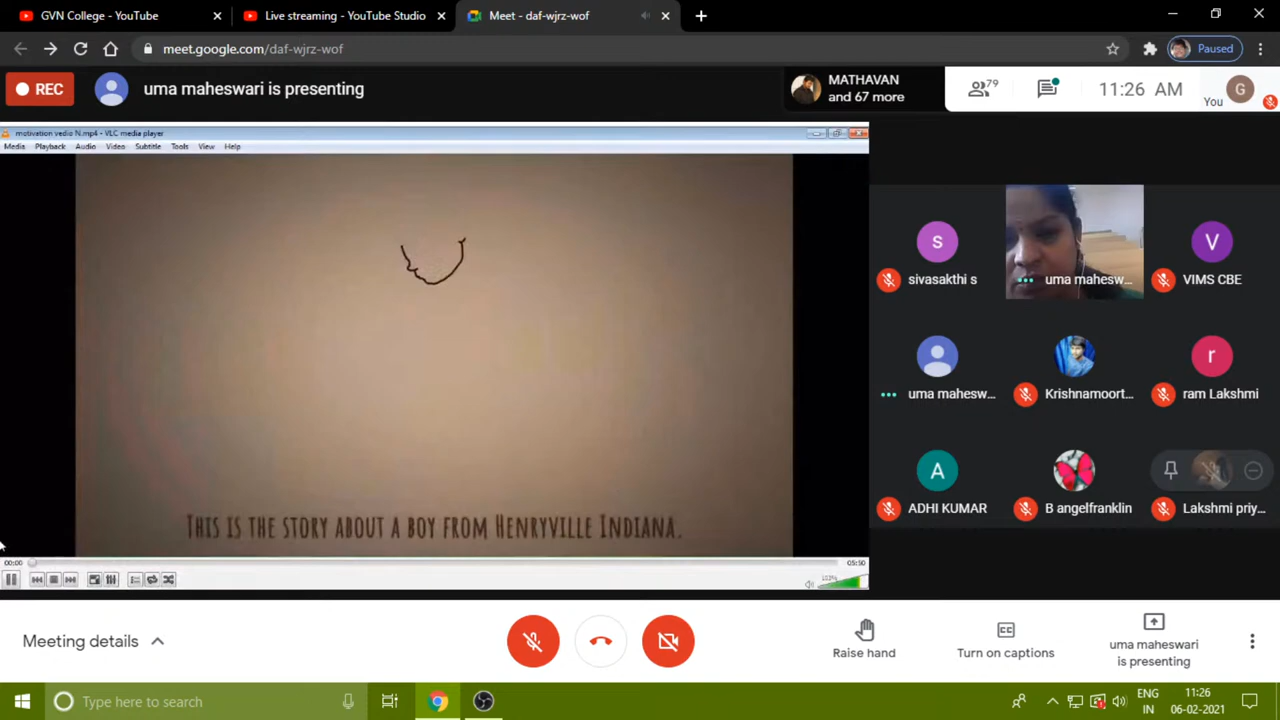 GVN College - YouTube
Live streaming - YouTube Studio
Meet - daf-wjrz-wof
meet.google.com/daf-wjrz-wof
Paused
REC
uma maheswari is presenting
MATHAVAN
and 67 more
79
11:26 AM
You
G
motivation vedio N.mp4 - VLC media player
Media Playback Audio Video Subtitle Tools View Help
This is the story about a boy from Henryville Indiana.
00:00
05:50
102%
s
sivasakthi s
uma mahesw...
V
VIMS CBE
uma mahesw...
Krishnamoort...
r
ram Lakshmi
A
ADHI KUMAR
B angelfranklin
Lakshmi priy...
Meeting details
Raise hand
CC
Turn on captions
uma maheswari
is presenting
Type here to search
ENG
IN
11:26
06-02-2021